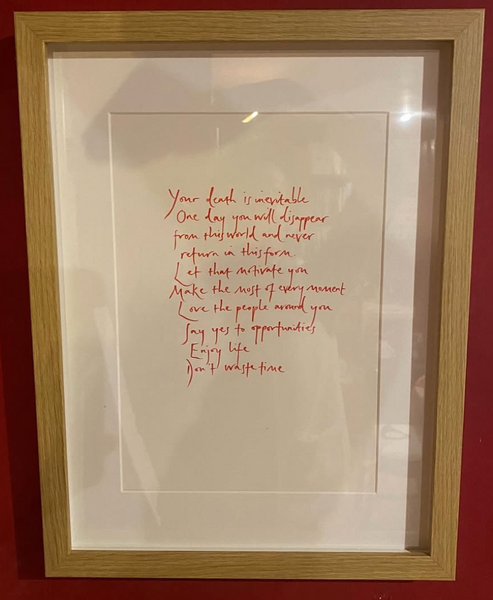 Your death is inevitable
One day you will disappear
from this world and never
return in this form.
Let that motivate you
Make the most of every moment
Love the people around you
Say yes to opportunities
Enjoy life
Don't waste time